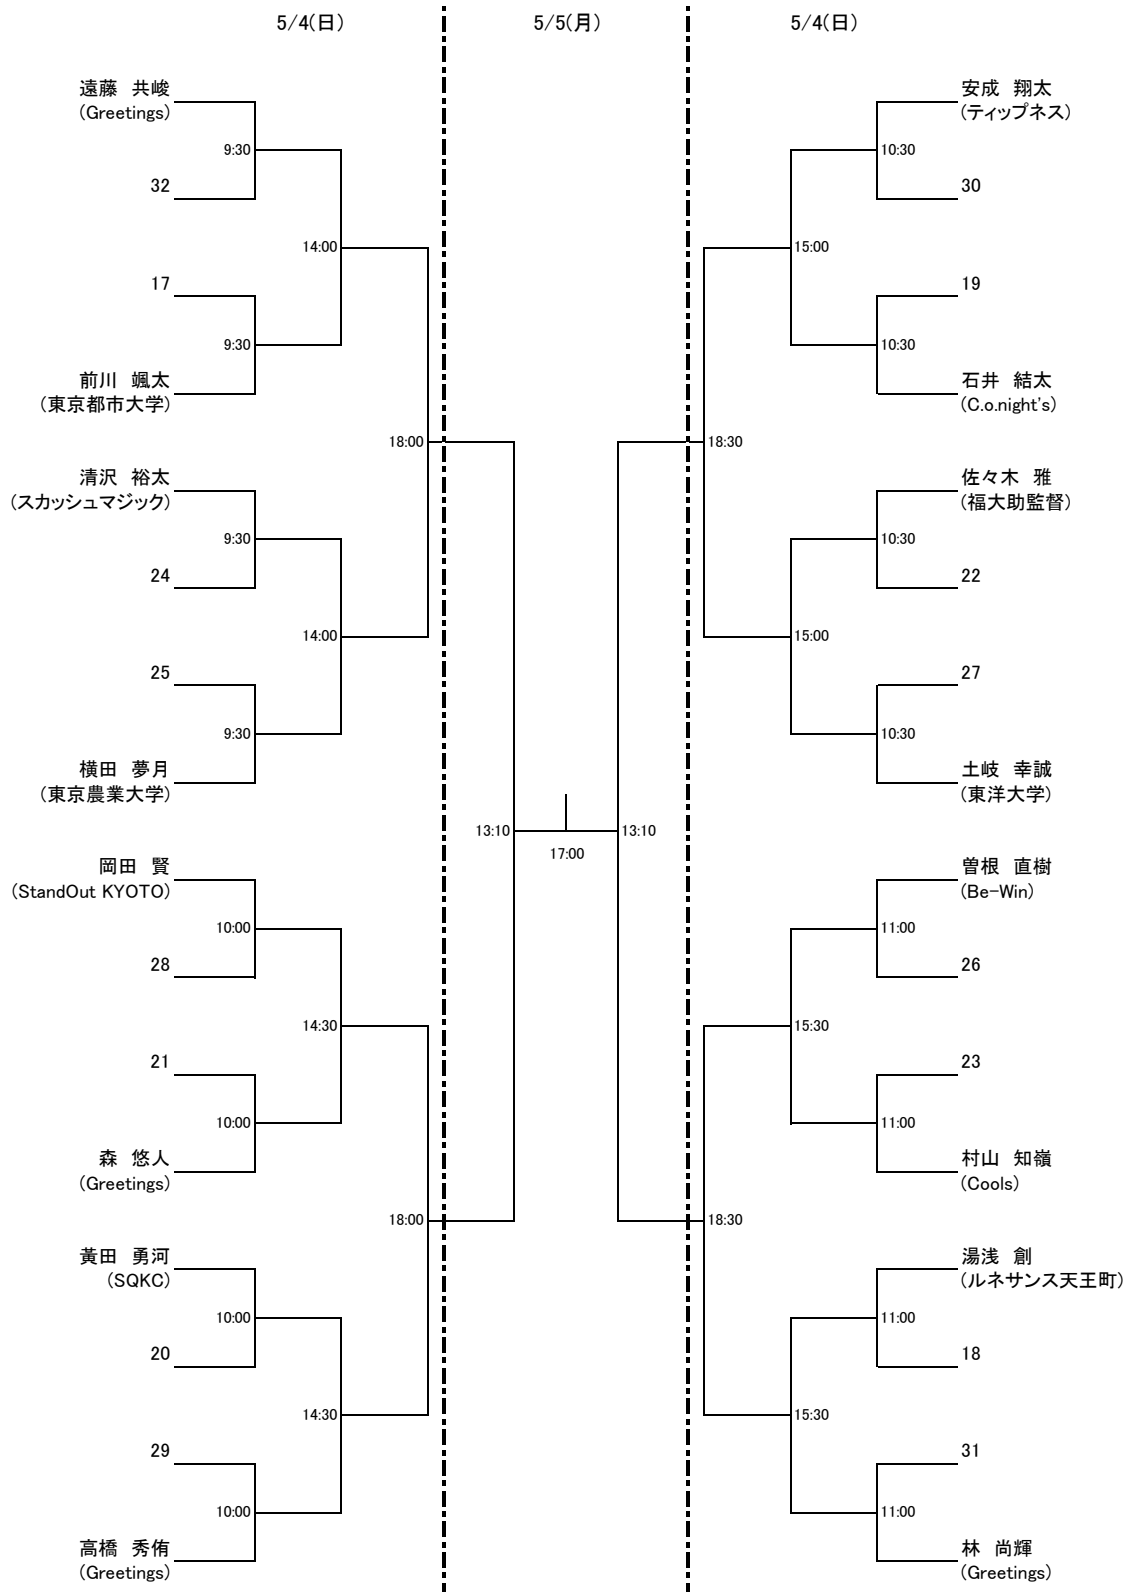 5/4(日)
5/5(月)
5/4(日)
遠藤 共峻
(Greetings)
9:30
32
14:00
17
9:30
前川 颯太
(東京都市大学)
18:00
清沢 裕太
(スカッシュマジック)
9:30
24
14:00
25
9:30
横田 夢月
(東京農業大学)
岡田 賢
(StandOut KYOTO)
10:00
28
14:30
21
10:00
森 悠人
(Greetings)
18:00
黃田 勇河
(SQKC)
10:00
20
14:30
29
10:00
高橋 秀侑
(Greetings)
13:10
17:00
13:10
安成 翔太
(ティップネス)
10:30
30
15:00
19
10:30
石井 結太
(C.o.night's)
18:30
佐々木 雅
(福大助監督)
10:30
22
15:00
27
10:30
土岐 幸誠
(東洋大学)
曽根 直樹
(Be-Win)
11:00
26
15:30
23
11:00
村山 知嶺
(Cools)
18:30
湯浅 創
(ルネサンス天王町)
11:00
18
15:30
31
11:00
林 尚輝
(Greetings)